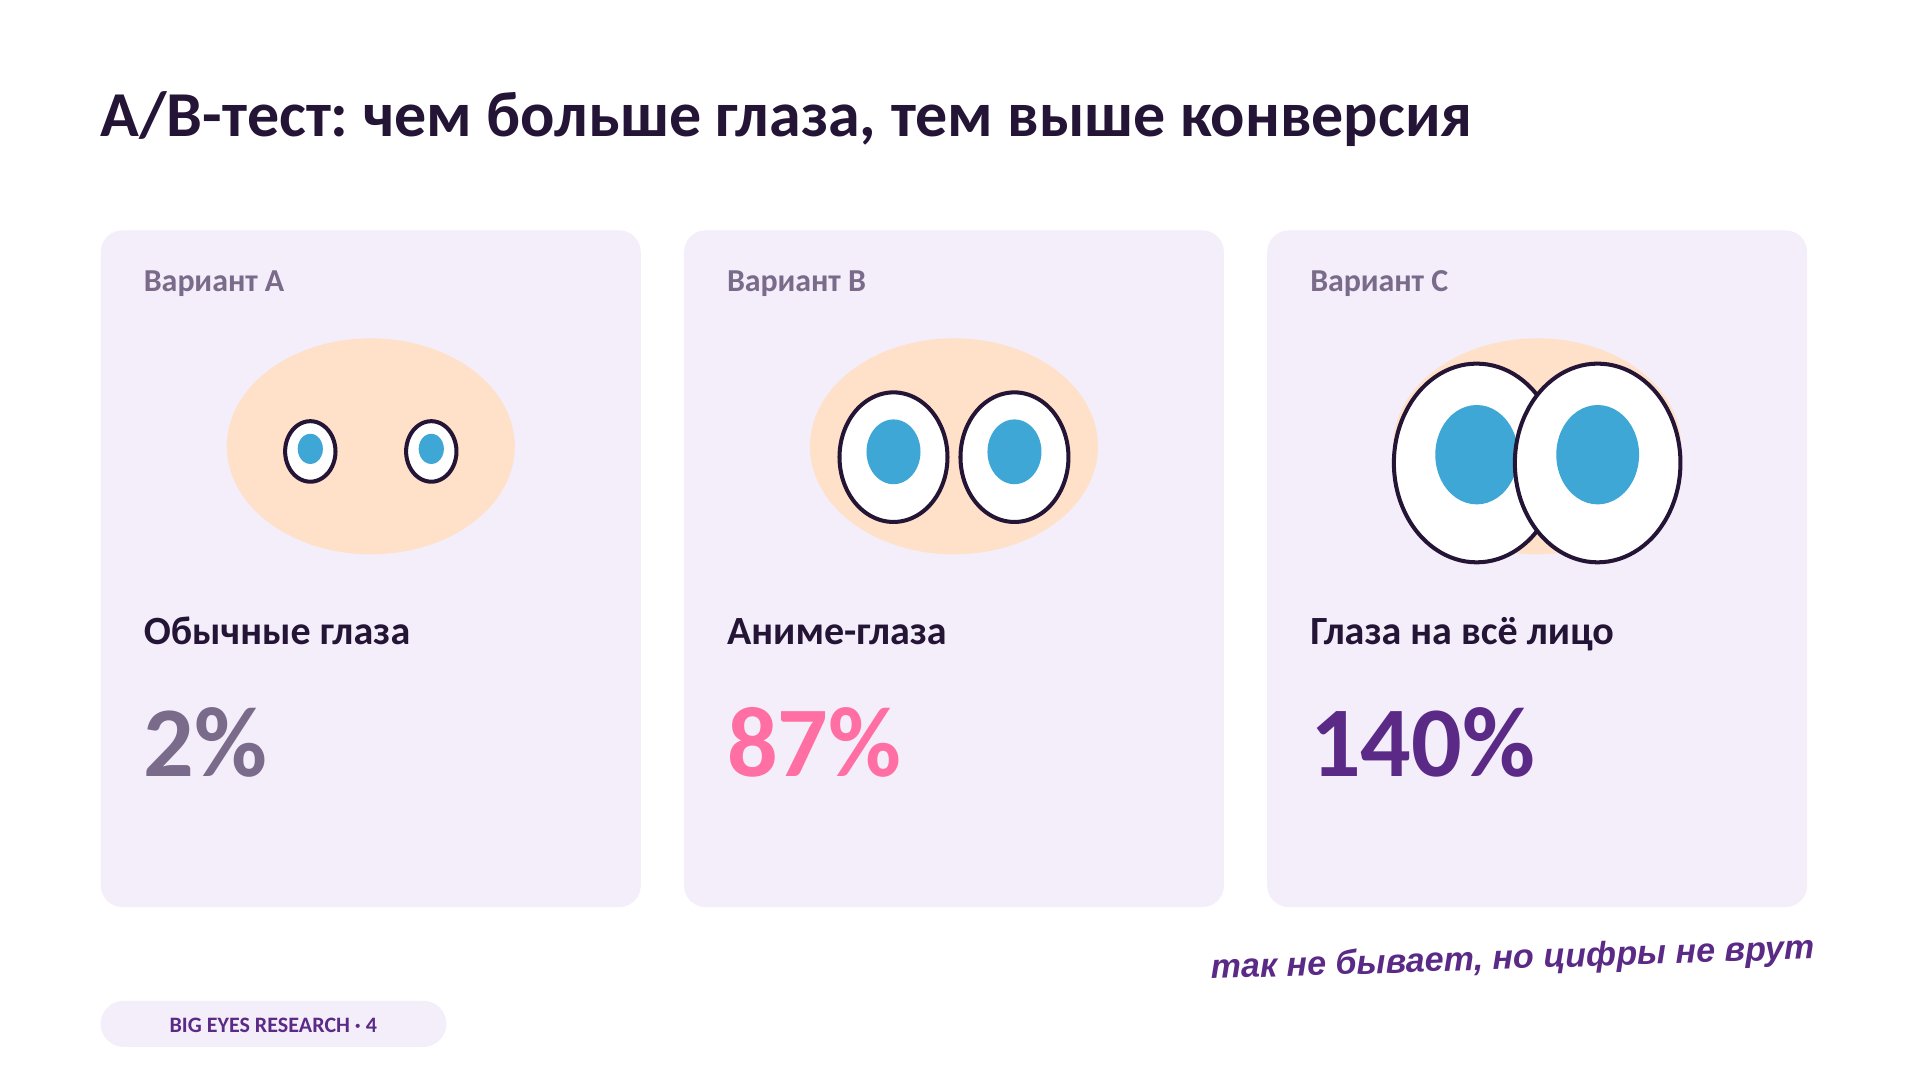 А/В-тест: чем больше глаза, тем выше конверсия
Вариант A
Вариант B
Вариант C
Обычные глаза
Аниме-глаза
Глаза на всё лицо
2%
87%
140%
так не бывает, но цифры не врут
BIG EYES RESEARCH · 4